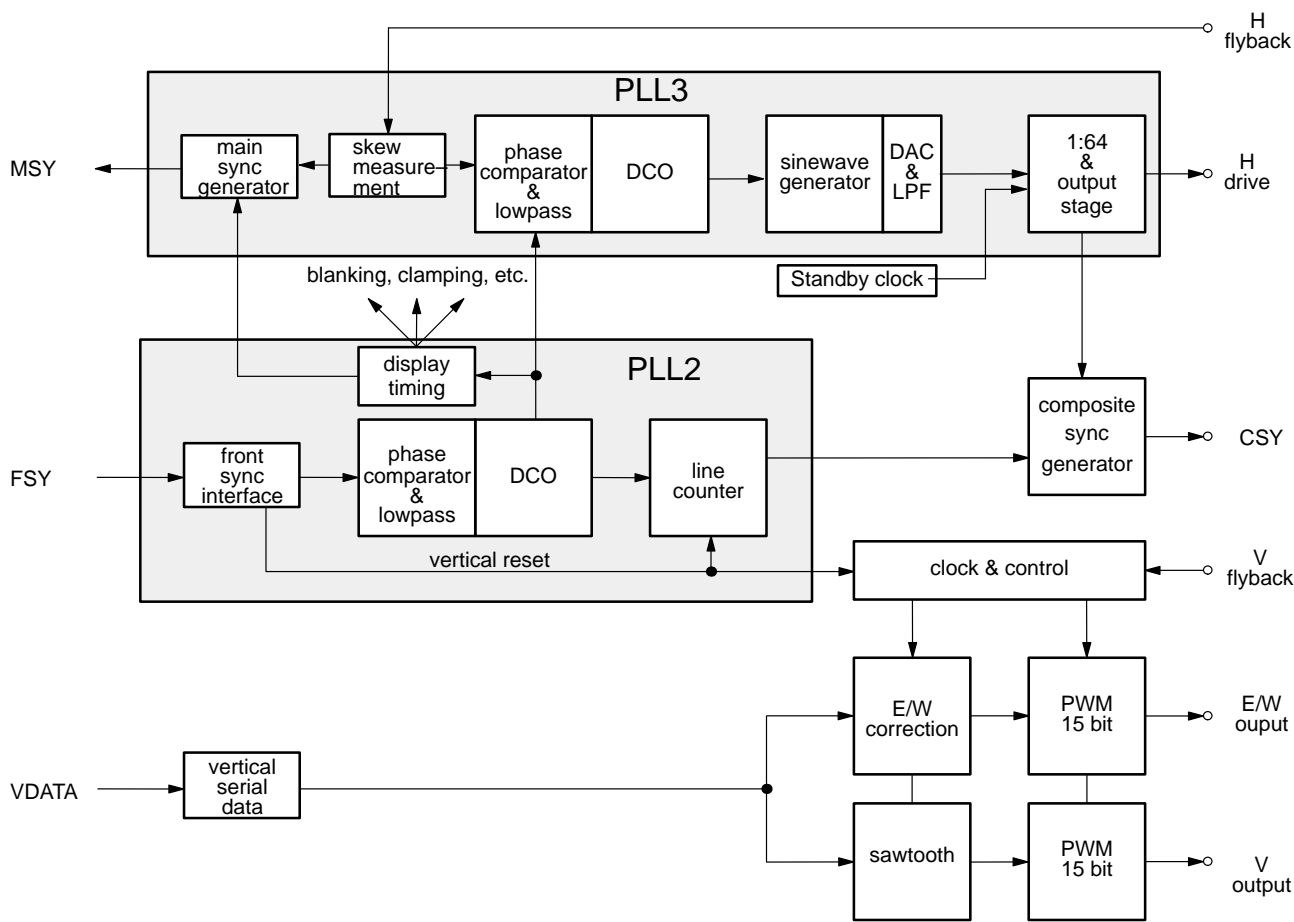 H
flyback
PLL3
MSY
main
sync
generator
skew
measure-
ment
phase
comparator
&
lowpass
DCO
sinewave
generator
DAC
&
LPF
1:64
&
output
stage
H
drive
blanking, clamping, etc.
Standby clock
display
timing
PLL2
FSY
front
sync
interface
phase
comparator
&
lowpass
DCO
line
counter
composite
sync
generator
CSY
vertical reset
clock & control
V
flyback
E/W
correction
PWM
15 bit
E/W
ouput
VDATA
vertical
serial
data
sawtooth
PWM
15 bit
V
output